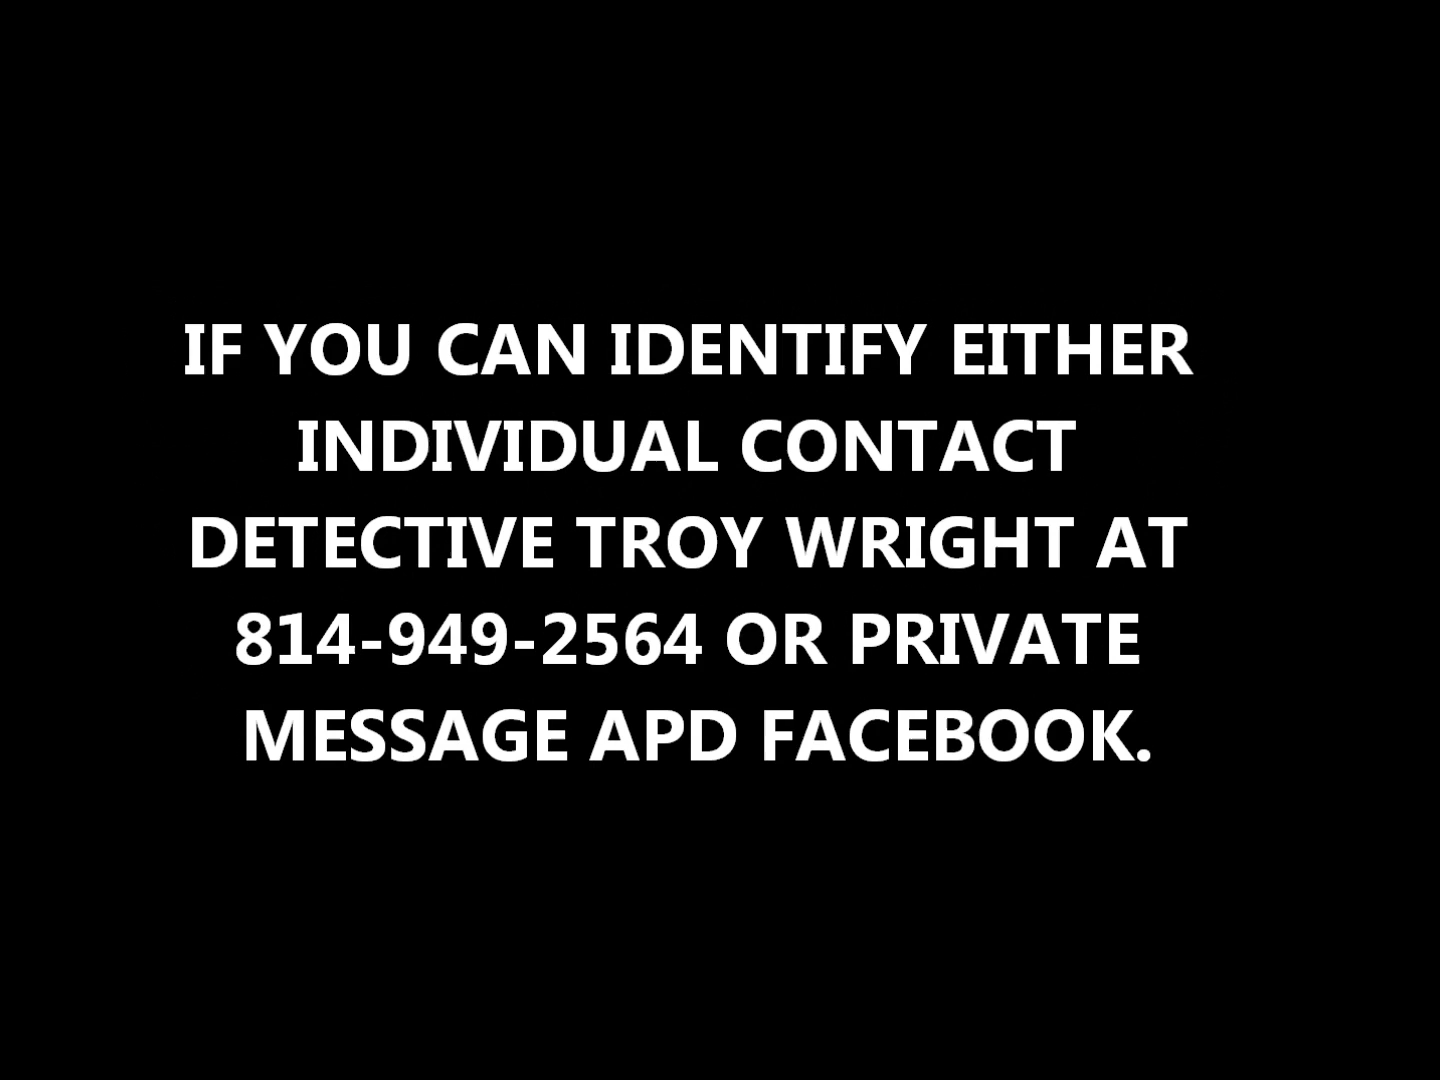 IF YOU CAN IDENTIFY EITHER
INDIVIDUAL CONTACT
DETECTIVE TROY WRIGHT AT
814-949-2564 OR PRIVATE
MESSAGE APD FACEBOOK.